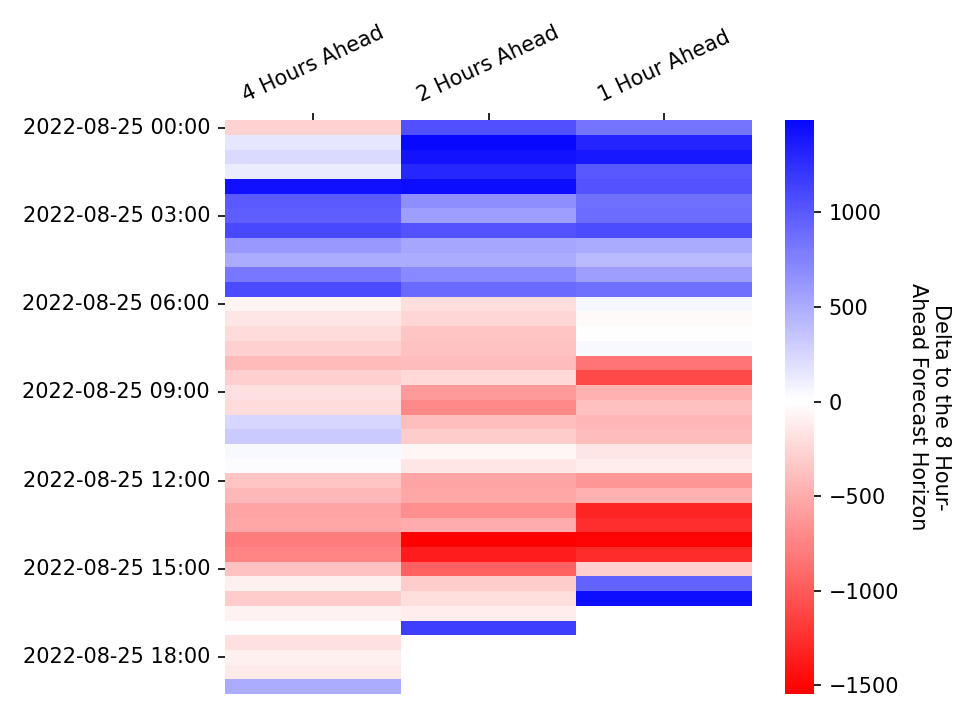 4 Hours Ahead
2 Hours Ahead
1 Hour Ahead
2022-08-25 00:00
2022-08-25 03:00
2022-08-25 06:00
2022-08-25 09:00
2022-08-25 12:00
2022-08-25 15:00
2022-08-25 18:00
1000
500
0
−500
−1000
−1500
Delta to the 8 Hour-
Ahead Forecast Horizon